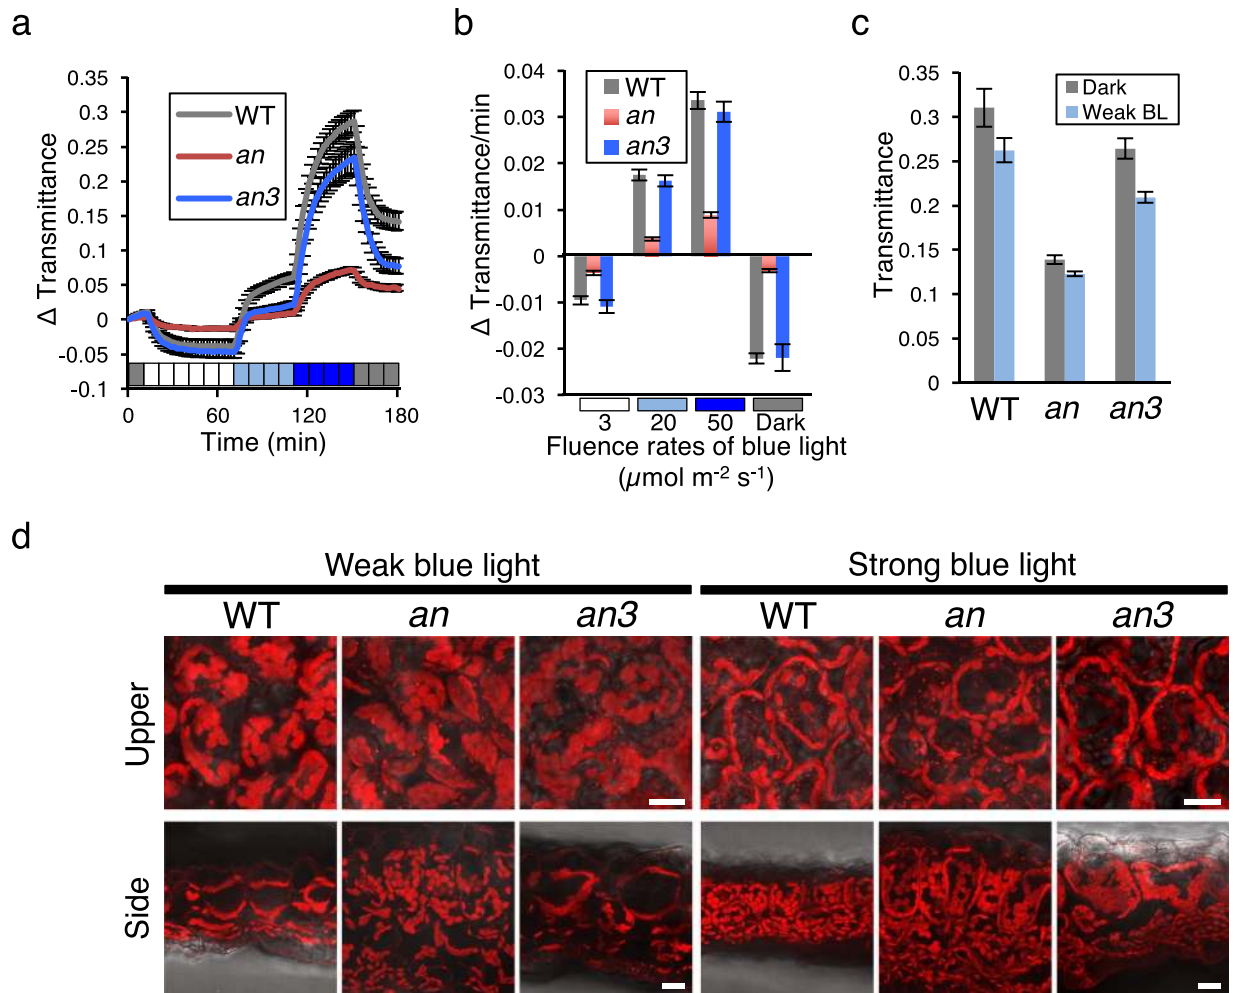 a
Δ Transmittance
0.35
0.3
0.25
0.2
0.15
0.1
0.05
0
-0.05
-0.1
WT
an
an3
0 60 120 180
Time (min)
b
Δ Transmittance/min
0.04
0.03
0.02
0.01
0
-0.01
-0.02
-0.03
WT
an
an3
3 20 50 Dark
Fluence rates of blue light
(µmol m-2 s-1)
c
Transmittance
0.35
0.3
0.25
0.2
0.15
0.1
0.05
0
Dark
Weak BL
WT an an3
d
Weak blue light Strong blue light
WT an an3 WT an an3
Upper
Side